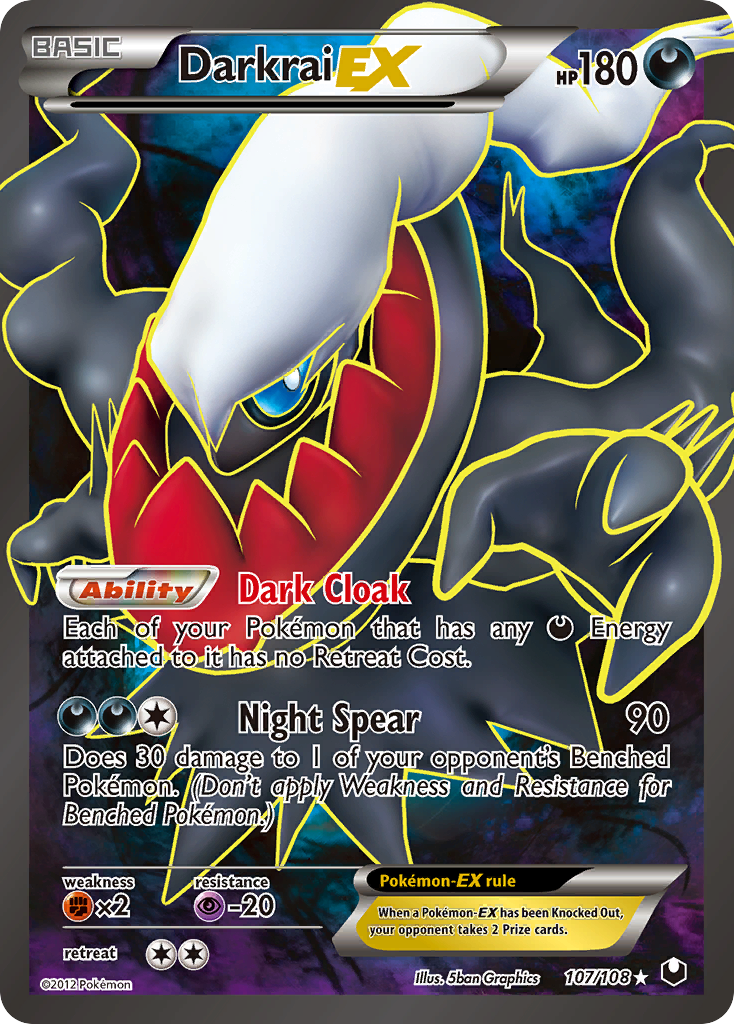 BASIC
Darkrai EX
HP180
Ability Dark Cloak
Each of your Pokémon that has any Energy
attached to it has no Retreat Cost.
Night Spear 90
Does 30 damage to 1 of your opponent's Benched
Pokémon. (Don't apply Weakness and Resistance for
Benched Pokémon.)
weakness resistance
×2 -20
Pokémon-EX rule
When a Pokémon-EX has been Knocked Out,
your opponent takes 2 Prize cards.
retreat
©2012 Pokémon
Illus. 5ban Graphics
107/108